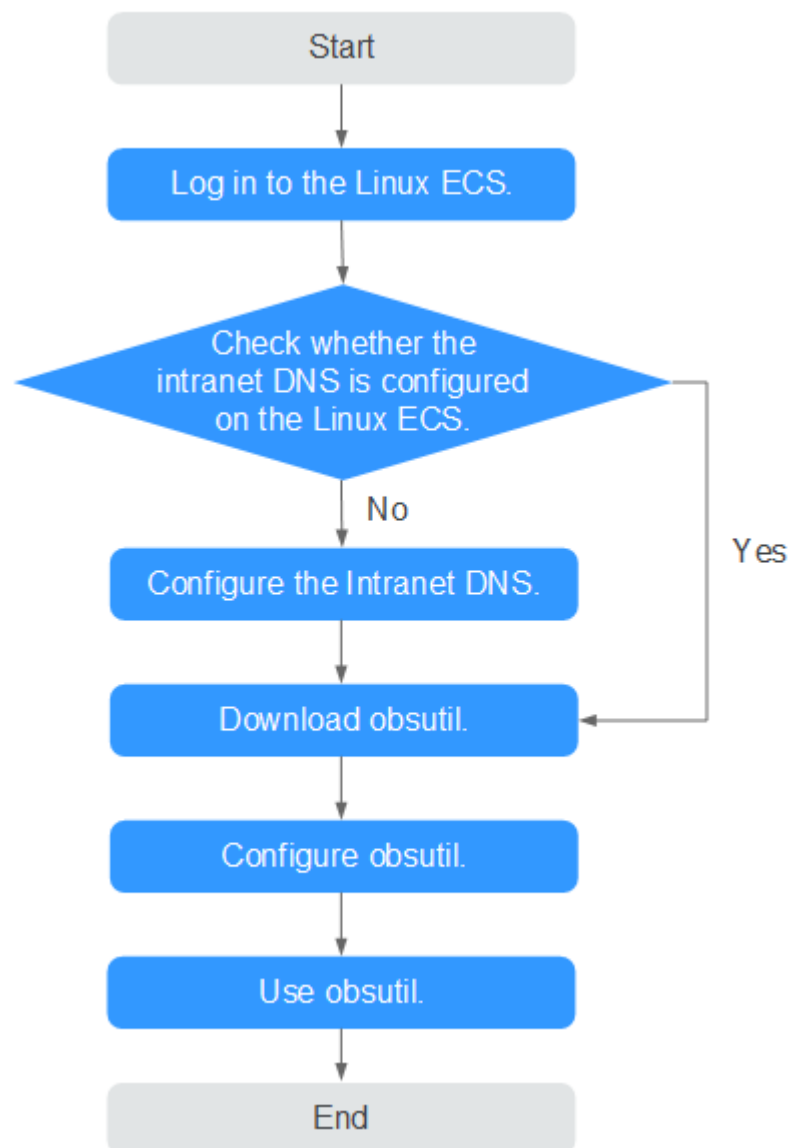 Start
Log in to the Linux ECS.
Check whether the
intranet DNS is configured
on the Linux ECS.
No
Yes
Configure the Intranet DNS.
Download obsutil.
Configure obsutil.
Use obsutil.
End